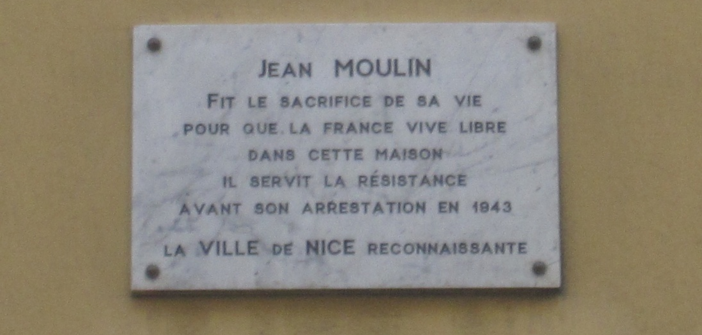 JEAN MOULIN
FIT LE SACRIFICE DE SA VIE
POUR QUE LA FRANCE VIVE LIBRE
DANS CETTE MAISON
IL SERVIT LA RÉSISTANCE
AVANT SON ARRESTATION EN 1943
LA VILLE DE NICE RECONNAISSANTE